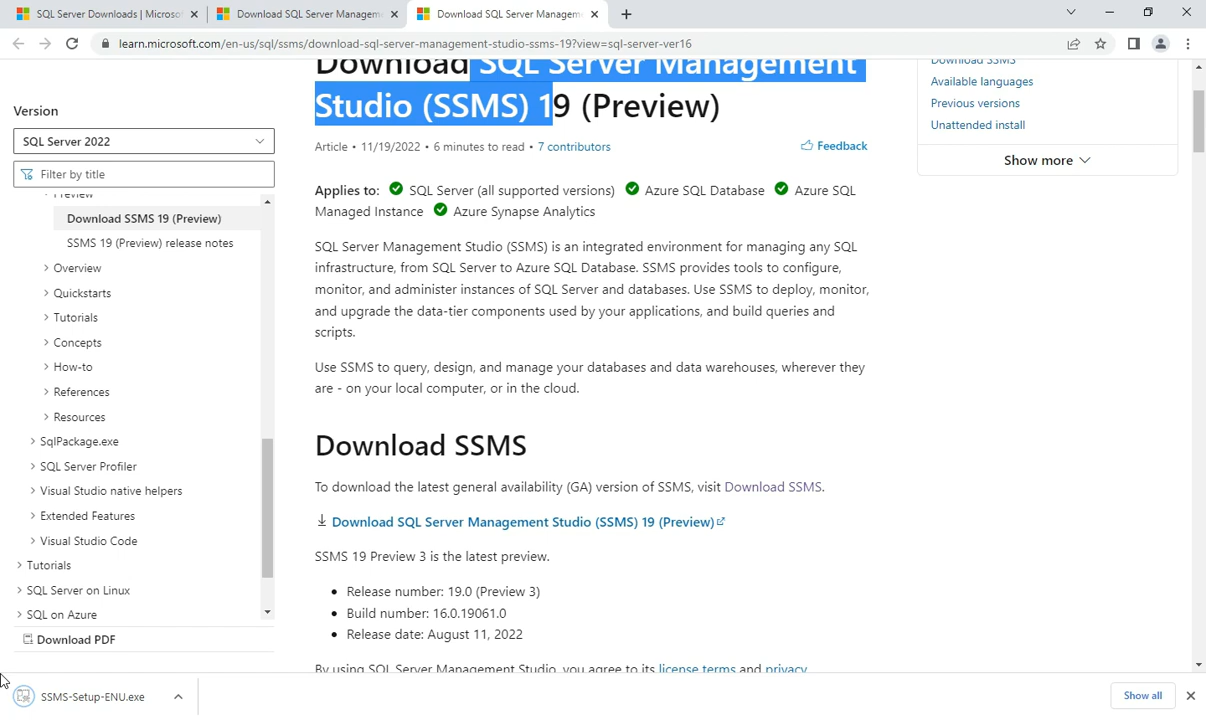 SQL Server Downloads | Microsof
Download SQL Server Managem
Download SQL Server Managem
learn.microsoft.com/en-us/sql/ssms/download-sql-server-management-studio-ssms-19?view=sql-server-ver16
Version
SQL Server 2022
Filter by title
Preview
Download SSMS 19 (Preview)
SSMS 19 (Preview) release notes
Overview
Quickstarts
Tutorials
Concepts
How-to
References
Resources
SqlPackage.exe
SQL Server Profiler
Visual Studio native helpers
Extended Features
Visual Studio Code
Tutorials
SQL Server on Linux
SQL on Azure
Download PDF
Download SQL Server Management
Studio (SSMS) 19 (Preview)
Article • 11/19/2022 • 6 minutes to read • 7 contributors
Feedback
Applies to: SQL Server (all supported versions) Azure SQL Database Azure SQL
Managed Instance Azure Synapse Analytics
SQL Server Management Studio (SSMS) is an integrated environment for managing any SQL
infrastructure, from SQL Server to Azure SQL Database. SSMS provides tools to configure,
monitor, and administer instances of SQL Server and databases. Use SSMS to deploy, monitor,
and upgrade the data-tier components used by your applications, and build queries and
scripts.
Use SSMS to query, design, and manage your databases and data warehouses, wherever they
are - on your local computer, or in the cloud.
Download SSMS
To download the latest general availability (GA) version of SSMS, visit Download SSMS.
Download SQL Server Management Studio (SSMS) 19 (Preview)
SSMS 19 Preview 3 is the latest preview.
• Release number: 19.0 (Preview 3)
• Build number: 16.0.19061.0
• Release date: August 11, 2022
By using SQL Server Management Studio, you agree to its license terms and privacy
Download SSMS
Available languages
Previous versions
Unattended install
Show more
SSMS-Setup-ENU.exe
Show all